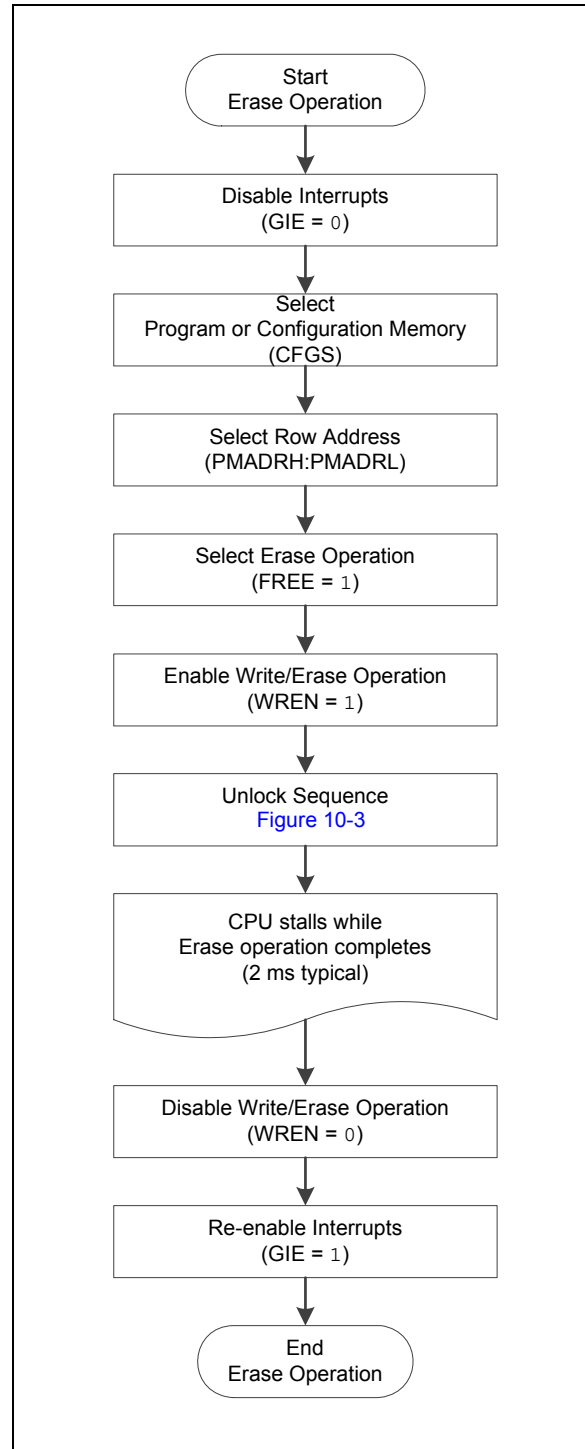 Start
Erase Operation
Disable Interrupts
(GIE = 0)
Select
Program or Configuration Memory
(CFGS)
Select Row Address
(PMADRH:PMADRL)
Select Erase Operation
(FREE = 1)
Enable Write/Erase Operation
(WREN = 1)
Unlock Sequence
Figure 10-3
CPU stalls while
Erase operation completes
(2 ms typical)
Disable Write/Erase Operation
(WREN = 0)
Re-enable Interrupts
(GIE = 1)
End
Erase Operation